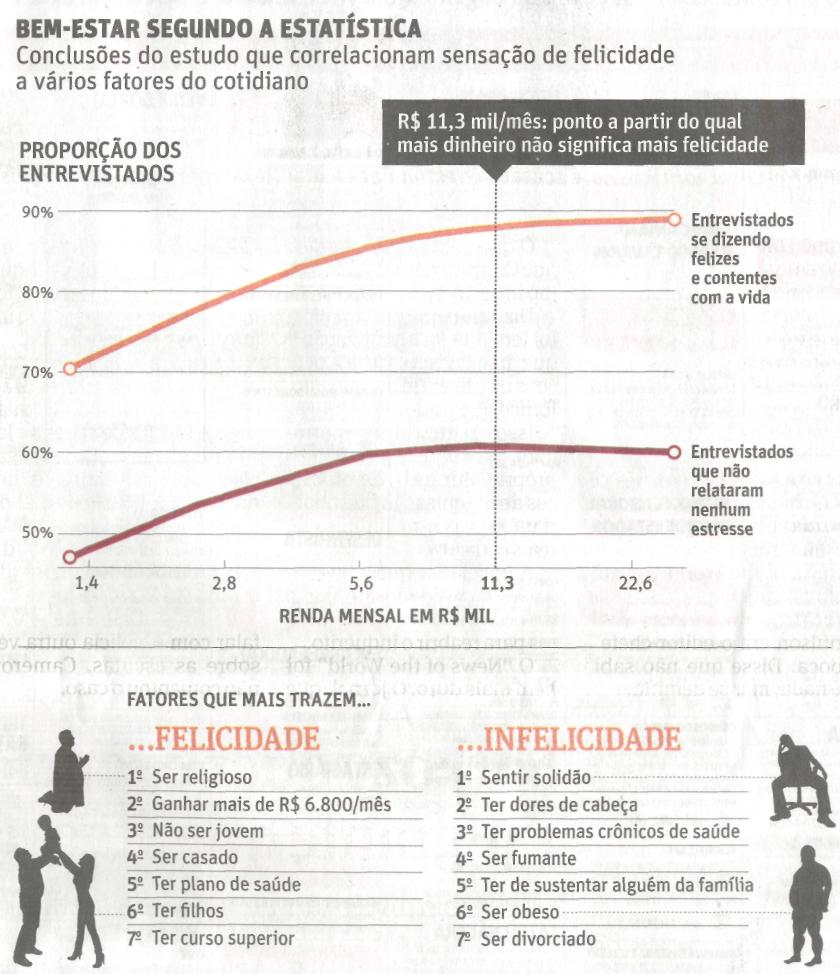 BEM-ESTAR SEGUNDO A ESTATÍSTICA
Conclusões do estudo que correlacionam sensação de felicidade
a vários fatores do cotidiano
R$ 11,3 mil/mês: ponto a partir do qual
mais dinheiro não significa mais felicidade
PROPORÇÃO DOS
ENTREVISTADOS
90%
80%
70%
60%
50%
Entrevistados
se dizendo
felizes
e contentes
com a vida
Entrevistados
que não
relataram
nenhum
estresse
1,4
2,8
5,6
11,3
22,6
RENDA MENSAL EM R$ MIL
FATORES QUE MAIS TRAZEM...
...FELICIDADE
1º Ser religioso
2º Ganhar mais de R$ 6.800/mês
3º Não ser jovem
4º Ser casado
5º Ter plano de saúde
6º Ter filhos
7º Ter curso superior
...INFELICIDADE
1º Sentir solidão
2º Ter dores de cabeça
3º Ter problemas crônicos de saúde
4º Ser fumante
5º Ter de sustentar alguém da família
6º Ser obeso
7º Ser divorciado